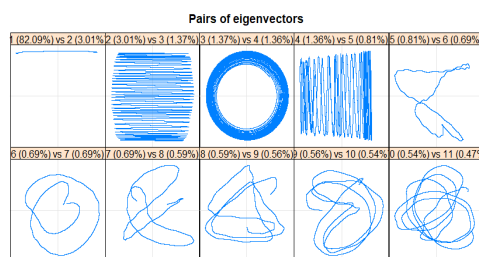 Pairs of eigenvectors
1 (82.09%) vs 2 (3.01%
2 (3.01%) vs 3 (1.37%)
3 (1.37%) vs 4 (1.36%)
4 (1.36%) vs 5 (0.81%)
5 (0.81%) vs 6 (0.69%
6 (0.69%) vs 7 (0.69%)
7 (0.69%) vs 8 (0.59%)
8 (0.59%) vs 9 (0.56%)
9 (0.56%) vs 10 (0.54%
0 (0.54%) vs 11 (0.47%